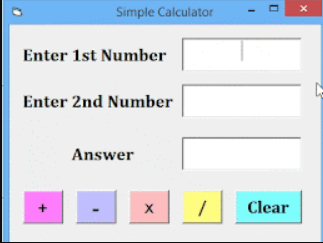 Simple Calculator
Enter 1st Number
Enter 2nd Number
Answer
+ - x / Clear